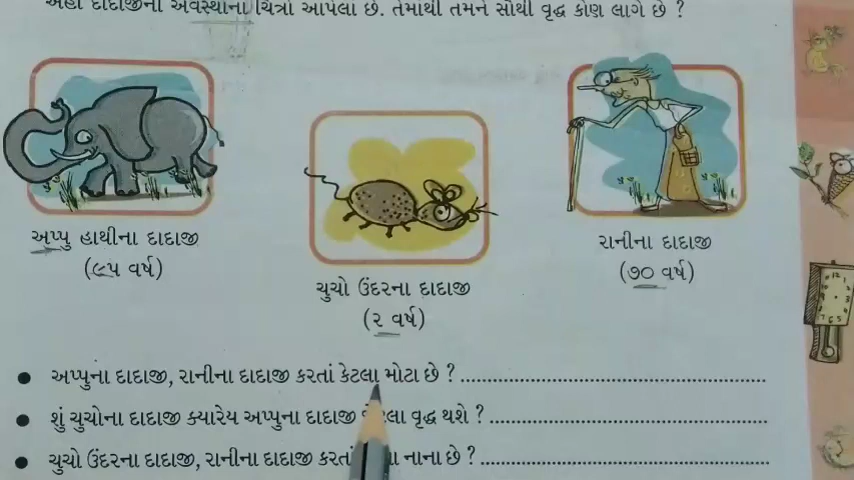 અહીં દાદાજીની અવસ્થાનાં ચિત્રો આપેલાં છે. તેમાંથી તમને સૌથી વૃદ્ધ કોણ લાગે છે ?
અપ્પુ હાથીના દાદાજી
(૯૫ વર્ષ)
રાનીના દાદાજી
(૭૦ વર્ષ)
ચુચો ઉંદરના દાદાજી
(૨ વર્ષ)
● અપ્પુના દાદાજી, રાનીના દાદાજી કરતાં કેટલા મોટા છે ?
● શું ચુચોના દાદાજી ક્યારેય અપ્પુના દાદાજી વૃદ્ધ થશે ?
● ચુચો ઉંદરના દાદાજી, રાનીના દાદાજી કરતાં નાના છે ?